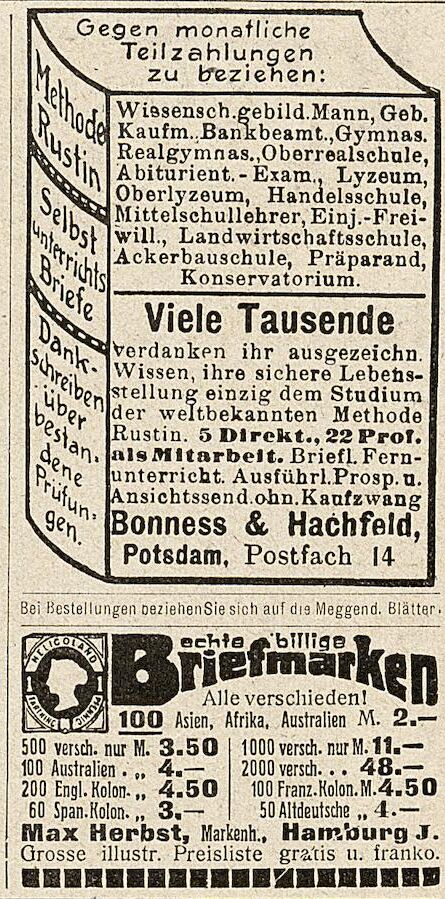 Gegen monatliche
Teilzahlungen
zu beziehen:
Methode
Rustin
Selbst
unterrichts
Briefe
Dank-
schreiben
über
bestan-
dene
Prüfun-
gen.
Wissensch.gebild.Mann, Geb.
Kaufm., Bankbeamt., Gymnas.
Realgymnas., Oberrealschule,
Abiturient.-Exam., Lyzeum,
Oberlyzeum, Handelsschule,
Mittelschullehrer, Einj.-Frei-
will., Landwirtschaftsschule,
Ackerbauschule, Präparand,
Konservatorium.
Viele Tausende
verdanken ihr ausgezeichn.
Wissen, ihre sichere Lebens-
stellung einzig dem Studium
der weltbekannten Methode
Rustin. 5 Direkt., 22 Prof.
als Mitarbeit. Briefl. Fern-
unterricht. Ausführl. Prosp. u.
Ansichtssend. ohn. Kaufzwang
Bonness & Hachfeld,
Potsdam, Postfach 14
Bei Bestellungen beziehen Sie sich auf die Meggend. Blätter.
HELIGOLAND
FARTHING PFENNIG
echte billige
Briefmarken
Alle verschieden!
100 Asien, Afrika, Australien M. 2.—
500 versch. nur M. 3.50 1000 versch. nur M. 11.—
100 Australien . „ 4.— 2000 versch. . . 48.—
200 Engl. Kolon. „ 4.50 100 Franz. Kolon. M. 4.50
60 Span. Kolon. „ 3.— 50 Altdeutsche „ 4.—
Max Herbst, Markenh., Hamburg J.
Grosse illustr. Preisliste gratis u. franko.